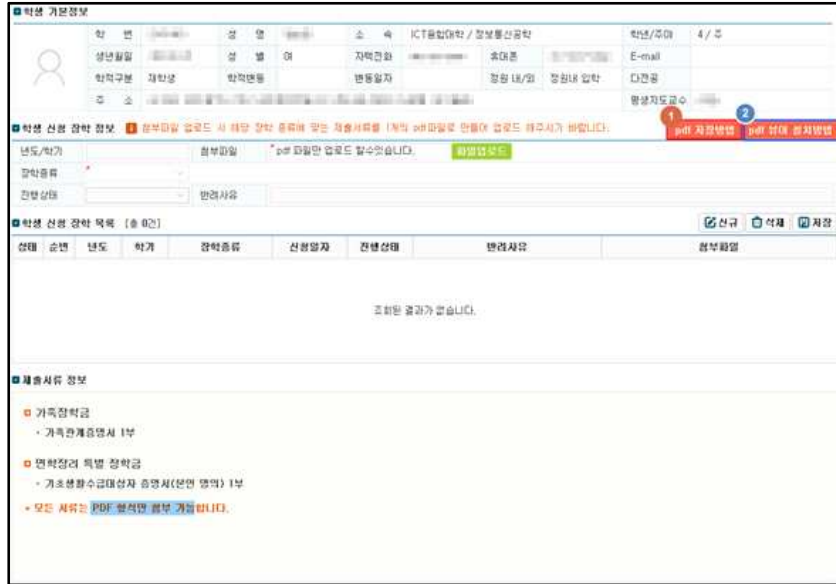 학생 기본정보
학 번 성 명 소 속 ICT융합대학 / 정보통신공학 학년/주야 4 / 주
생년월일 성 별 여 자택전화 휴대폰 E-mail
학적구분 재학생 학적변동 변동일자 정원 내/외 정원내 입학 다전공
주 소 평생지도교수
학생 신청 장학 정보 첨부파일 업로드 시 해당 장학 종류에 맞는 제출서류를 1개의 pdf파일로 만들어 업로드 해주시기 바랍니다. 1 pdf 저장방법 2 pdf 뷰어 설치방법
년도/학기 첨부파일 *pdf 파일만 업로드 할수있습니다. 파일업로드
장학종류 *
진행상태 반려사유
학생 신청 장학 목록 [총 0건] 신규 삭제 저장
상태 순번 년도 학기 장학종류 신청일자 진행상태 반려사유 첨부파일
조회된 결과가 없습니다.
제출서류 정보
가족장학금
· 가족관계증명서 1부
면학장려 특별 장학금
· 기초생활수급대상자 증명서(본인 명의) 1부
* 모든 서류는 PDF 형식만 첨부 가능합니다.